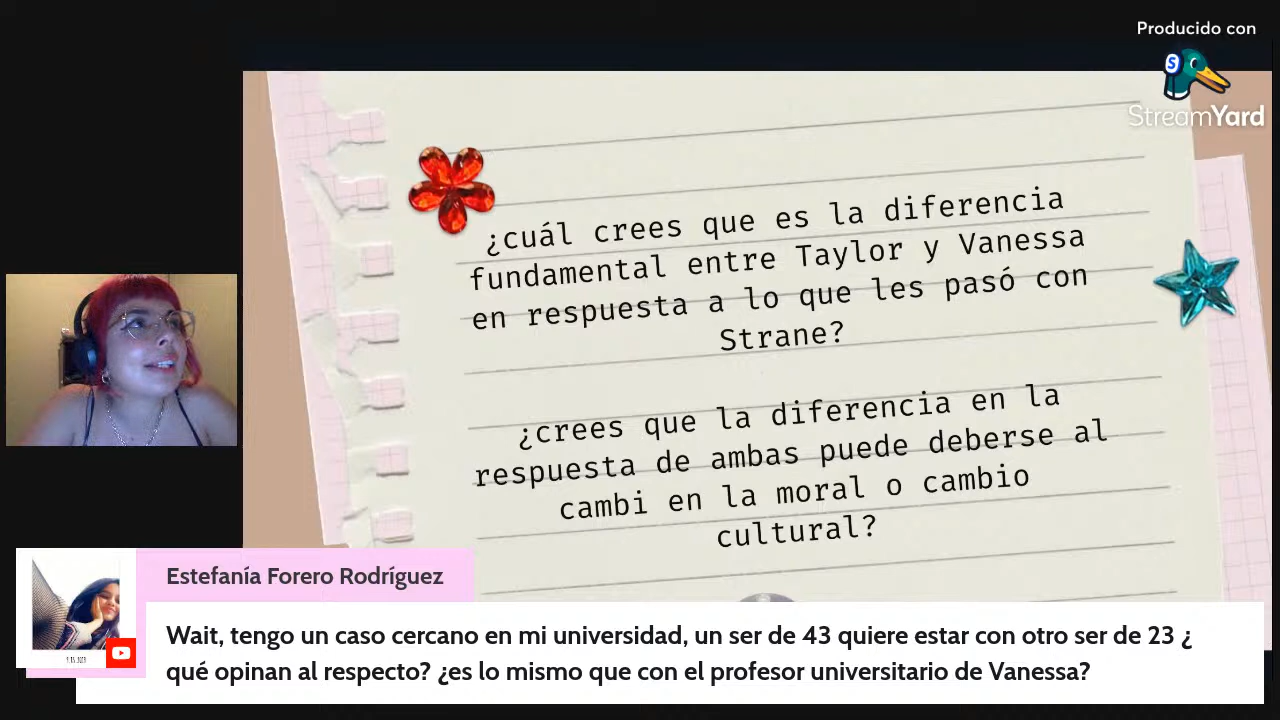 Producido con
StreamYard
¿cuál crees que es la diferencia
fundamental entre Taylor y Vanessa
en respuesta a lo que les pasó con
Strane?
¿crees que la diferencia en la
respuesta de ambas puede deberse al
cambi en la moral o cambio
cultural?
Estefanía Forero Rodríguez
Wait, tengo un caso cercano en mi universidad, un ser de 43 quiere estar con otro ser de 23 ¿
qué opinan al respecto? ¿es lo mismo que con el profesor universitario de Vanessa?